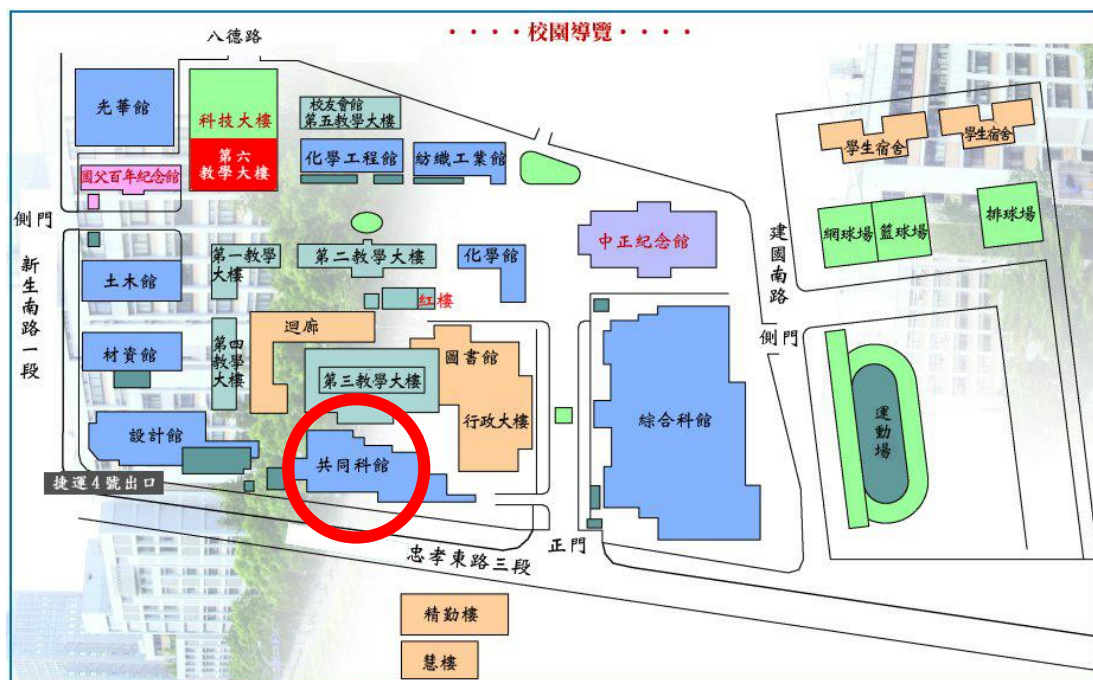 八德路
‧‧‧‧校園導覽‧‧‧‧
光華館
科技大樓
第六
教學大樓
校友會館
第五教學大樓
化學工程館
紡織工業館
學生宿舍
學生宿舍
國父百年紀念館
側門
新生南路一段
土木館
第一教學
大樓
第二教學大樓
化學館
中正紀念館
建國南路
網球場
籃球場
排球場
紅樓
迴廊
材資館
第四
教學大樓
圖書館
第三教學大樓
側門
設計館
共同科館
行政大樓
綜合科館
運動場
捷運4號出口
忠孝東路三段
正門
精勤樓
慧樓